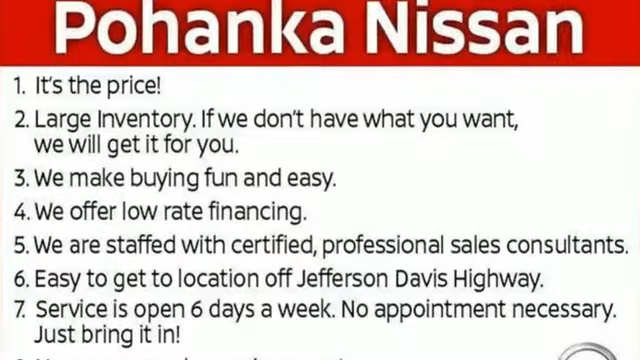 Pohanka Nissan
1. It's the price!
2. Large Inventory. If we don't have what you want,
we will get it for you.
3. We make buying fun and easy.
4. We offer low rate financing.
5. We are staffed with certified, professional sales consultants.
6. Easy to get to location off Jefferson Davis Highway.
7. Service is open 6 days a week. No appointment necessary.
Just bring it in!